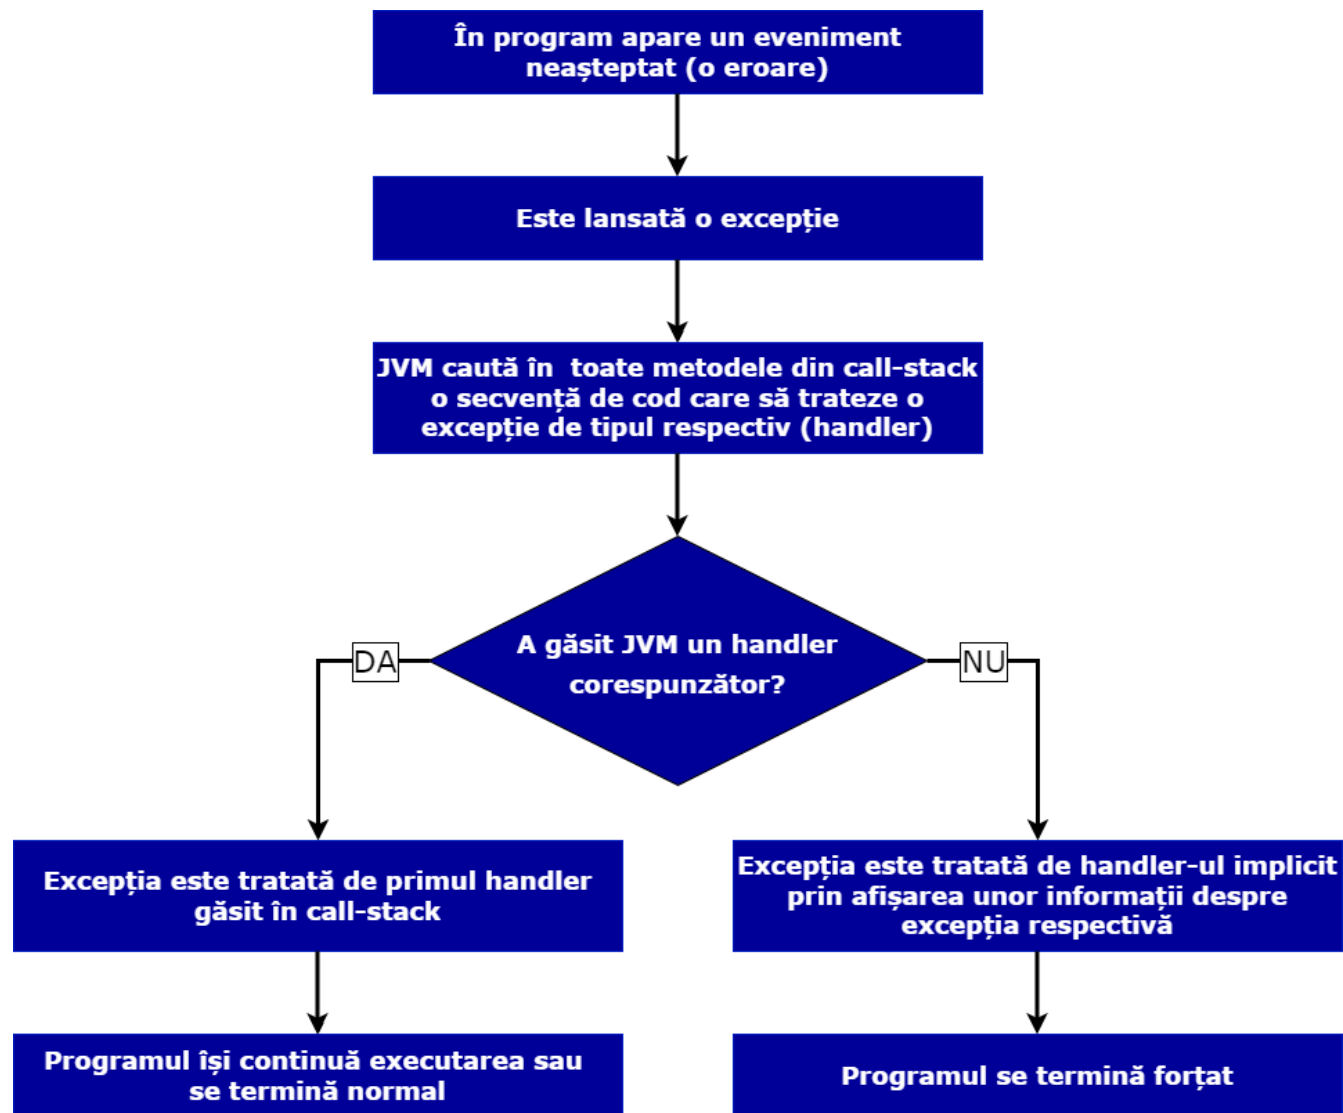 În program apare un eveniment
neașteptat (o eroare)
Este lansată o excepție
JVM caută în toate metodele din call-stack
o secvență de cod care să trateze o
excepție de tipul respectiv (handler)
A găsit JVM un handler
corespunzător?
DA
NU
Excepția este tratată de primul handler
găsit în call-stack
Excepția este tratată de handler-ul implicit
prin afișarea unor informații despre
excepția respectivă
Programul își continuă executarea sau
se termină normal
Programul se termină forțat